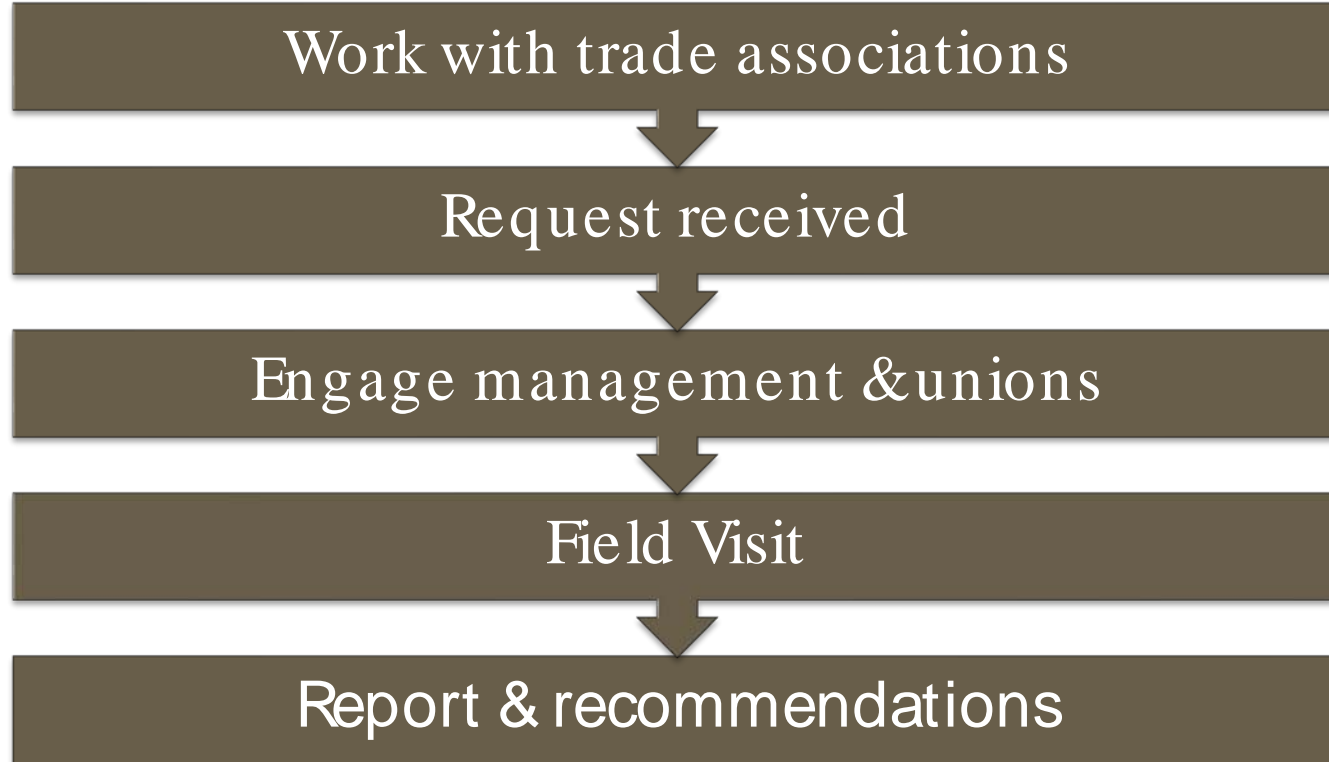 Work with trade associations
Request received
Engage management & unions
Field Visit
Report & recommendations